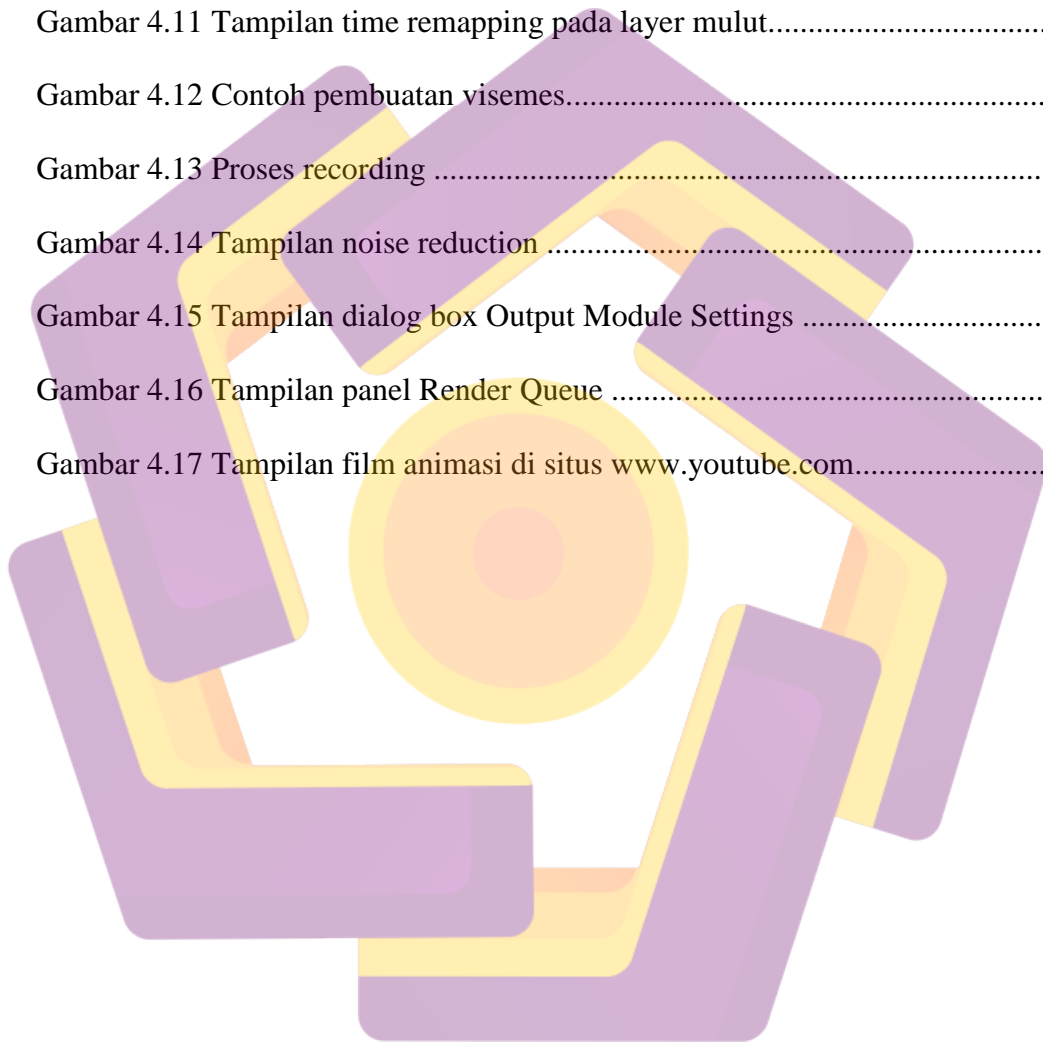 Gambar 4.11 Tampilan time remapping pada layer mulut..............................
Gambar 4.12 Contoh pembuatan visemes....................................................
Gambar 4.13 Proses recording ......................................................................
Gambar 4.14 Tampilan noise reduction .........................................................
Gambar 4.15 Tampilan dialog box Output Module Settings ...........................
Gambar 4.16 Tampilan panel Render Queue ................................................
Gambar 4.17 Tampilan film animasi di situs www.youtube.com....................